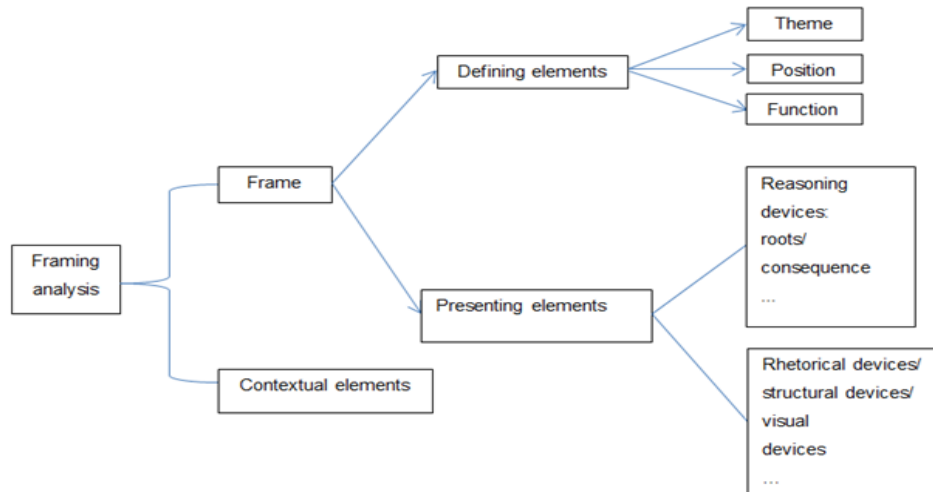 Theme
Defining elements
Position
Function
Frame
Reasoning
devices:
roots/
consequence
...
Framing
analysis
Presenting elements
Contextual elements
Rhetorical devices/
structural devices/
visual
devices
...